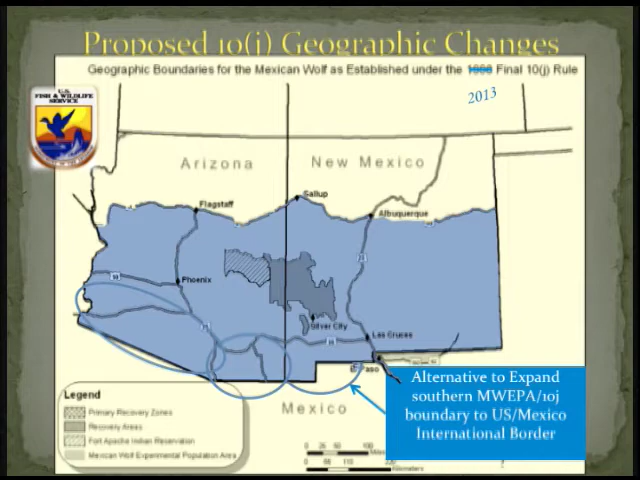 Proposed 10(j) Geographic Changes
Geographic Boundaries for the Mexican Wolf as Established under the 1998 Final 10(j) Rule
2013
U.S.
FISH & WILDLIFE
SERVICE
Arizona
New Mexico
Flagstaff
Gallup
Albuquerque
Phoenix
Silver City
Las Cruces
El Paso
Mexico
Alternative to Expand
southern MWEPA/10j
boundary to US/Mexico
International Border
Legend
Primary Recovery Zones
Recovery Areas
Fort Apache Indian Reservation
Mexican Wolf Experimental Population Area
Miles
Kilometers